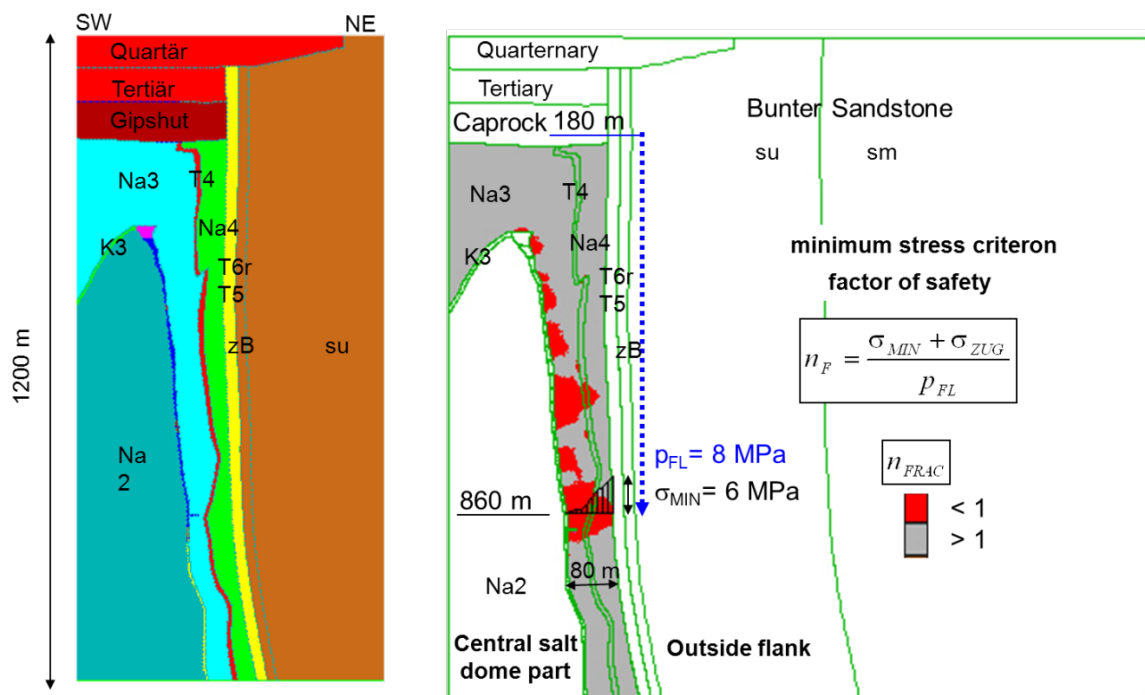 SW
NE
Quartär
Tertiär
Gipshut
Na3
T4
K3
Na4
T6r
T5
zB
su
Na
2
1200 m
Quarternary
Tertiary
Caprock
180 m
Bunter Sandstone
su
sm
Na3
T4
Na4
K3
T6r
T5
zB
minimum stress criteron
factor of safety
n_F = (σ_MIN + σ_ZUG) / p_FL
p_FL= 8 MPa
σ_MIN= 6 MPa
n_FRAC
< 1
> 1
860 m
80 m
Na2
Central salt
dome part
Outside flank